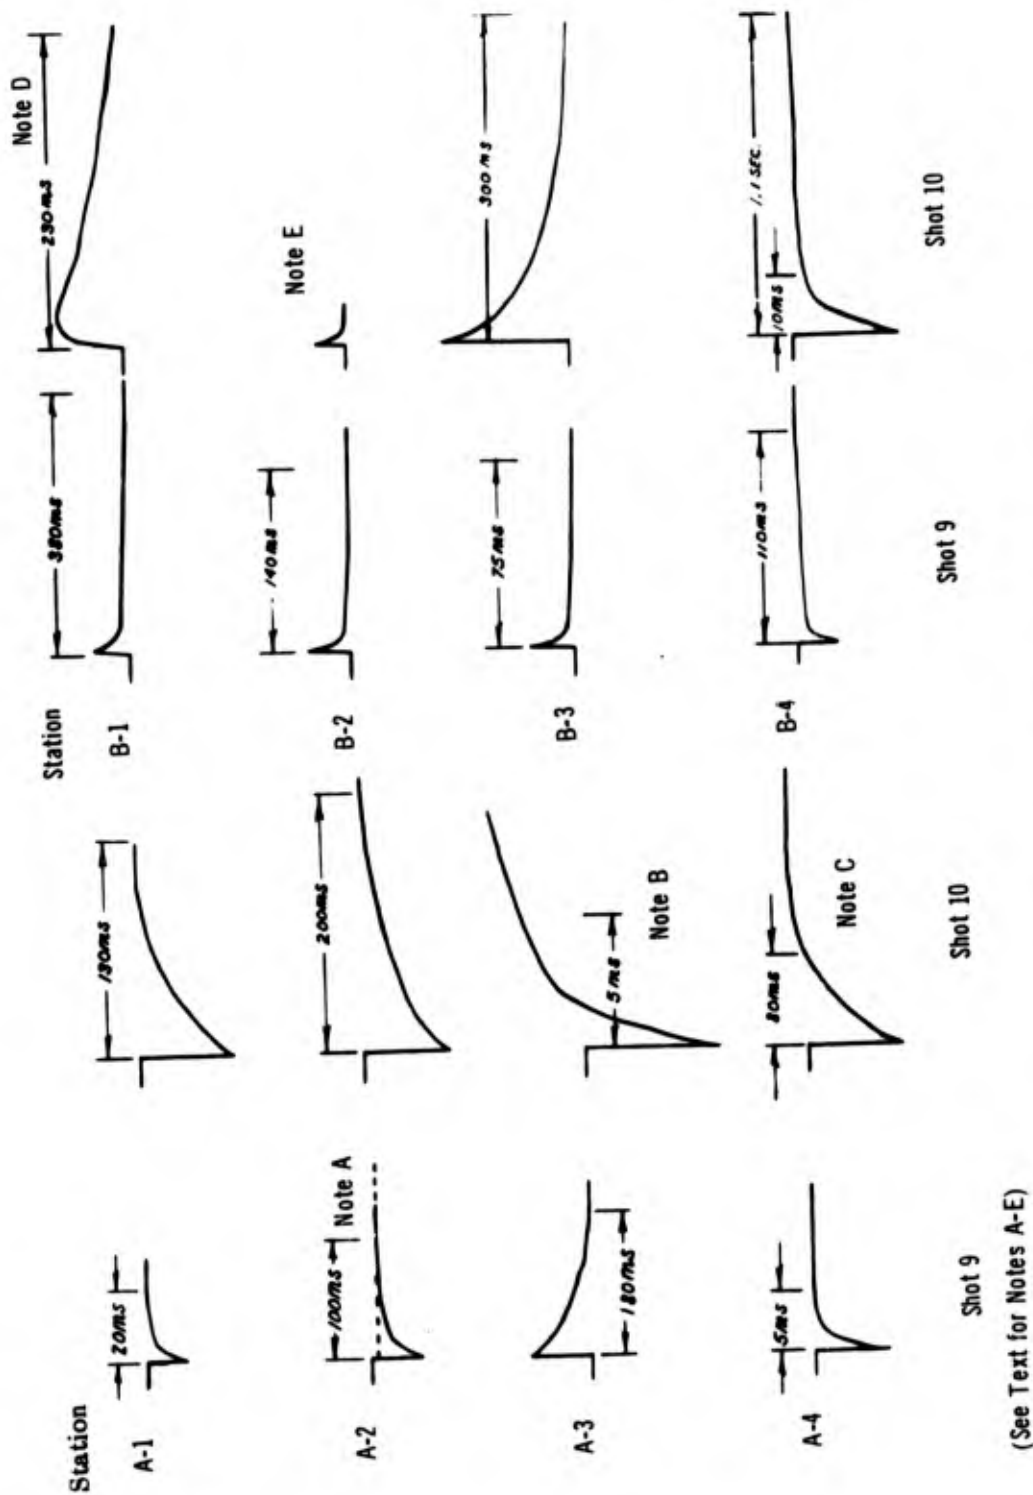 Station
Station
Note D
A-1
20ms
130ms
B-1
380ms
230ms
A-2
100ms
Note A
200ms
B-2
140ms
Note E
A-3
180ms
5ms
Note B
B-3
75ms
300ms
A-4
5ms
80ms
Note C
B-4
110ms
10ms
1.1 SEC.
Shot 9
Shot 10
Shot 9
Shot 10
(See Text for Notes A-E)